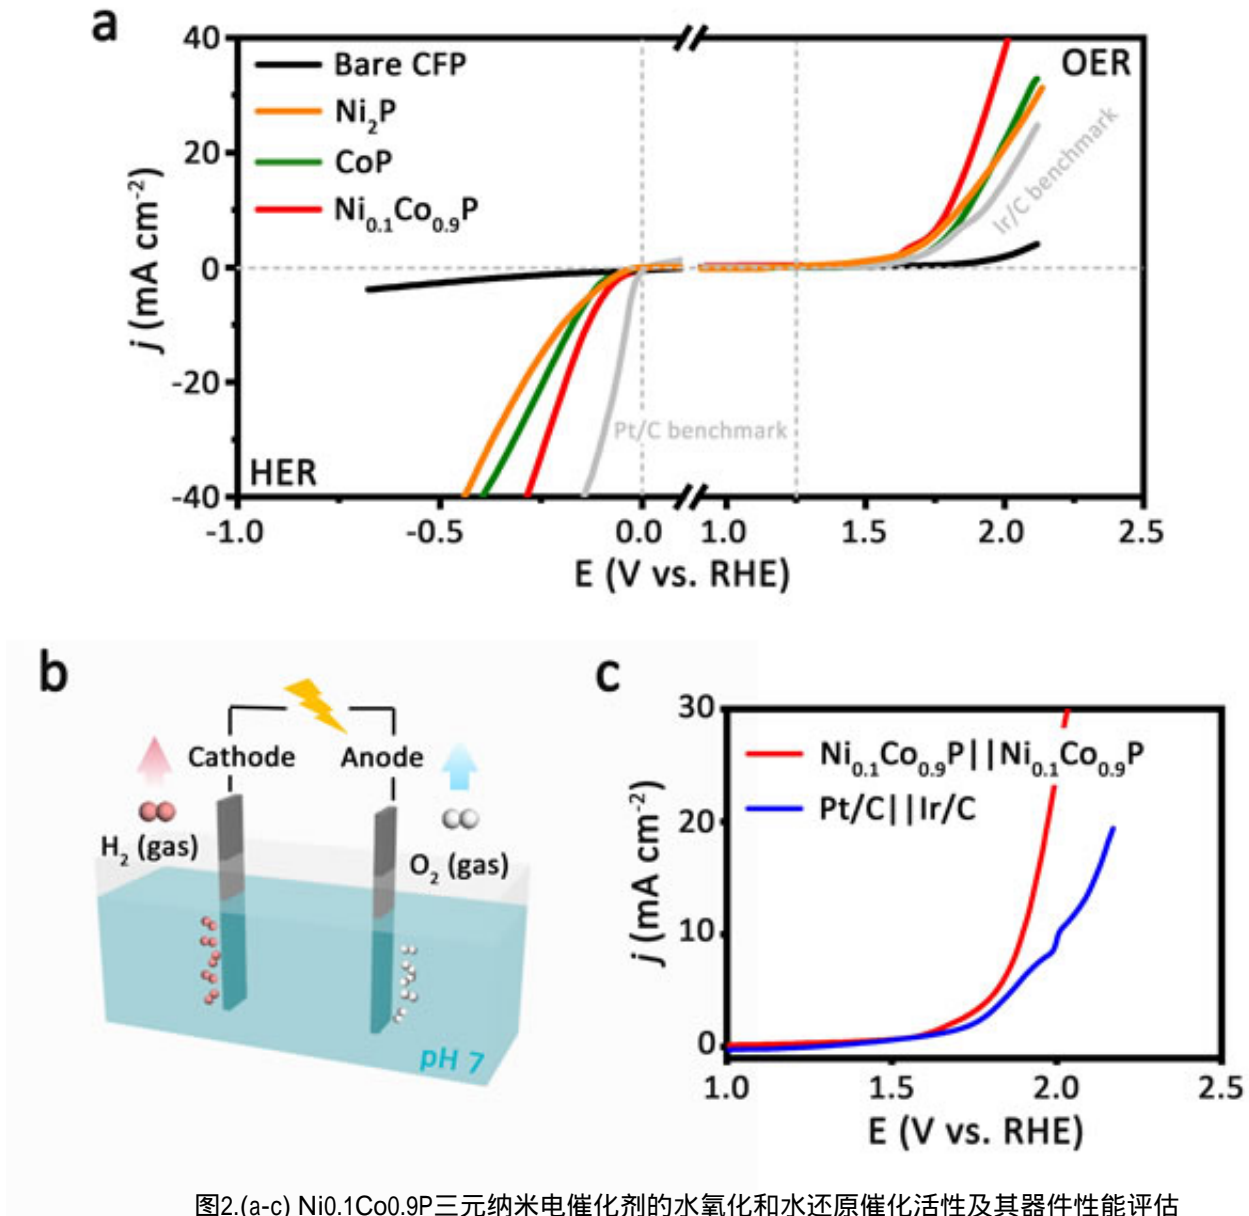 a
40
20
0
-20
-40
j (mA cm⁻²)
Bare CFP
Ni₂P
CoP
Ni₀.₁Co₀.₉P
OER
Ir/C benchmark
Pt/C benchmark
HER
-1.0 -0.5 0.0 1.0 1.5 2.0 2.5
E (V vs. RHE)
b
Cathode Anode
H₂ (gas)
O₂ (gas)
pH 7
c
30
20
10
0
j (mA cm⁻²)
Ni₀.₁Co₀.₉P||Ni₀.₁Co₀.₉P
Pt/C||Ir/C
1.0 1.5 2.0 2.5
E (V vs. RHE)
图2.(a-c) Ni0.1Co0.9P三元纳米电催化剂的水氧化和水还原催化活性及其器件性能评估